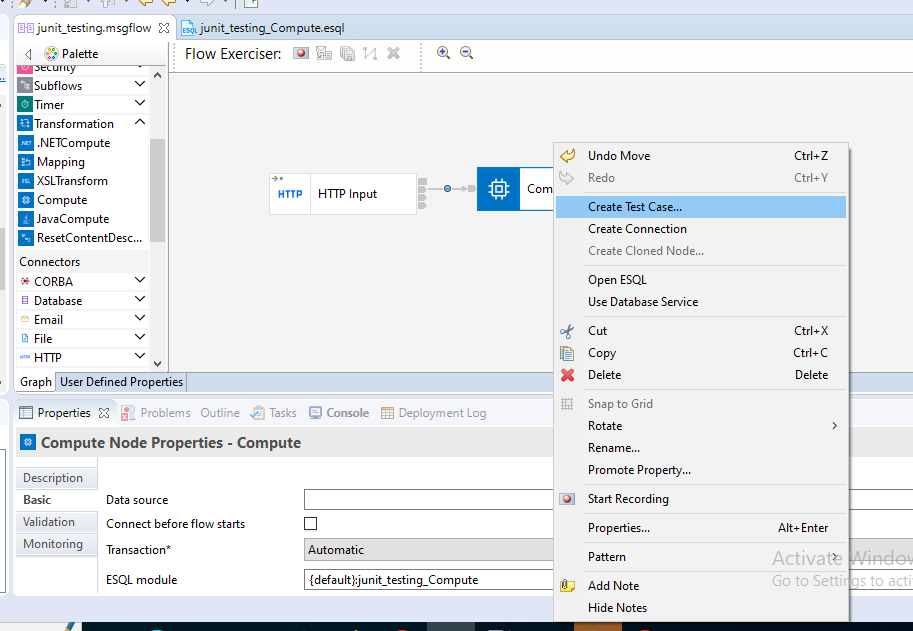 junit_testing.msgflow
junit_testing_Compute.esql
Palette
Flow Exerciser:
Security
Subflows
Timer
Transformation
.NETCompute
Mapping
XSLTransform
Compute
JavaCompute
ResetContentDesc...
Connectors
CORBA
Database
Email
File
HTTP
Graph
User Defined Properties
HTTP
HTTP Input
Com
Undo Move Ctrl+Z
Redo Ctrl+Y
Create Test Case...
Create Connection
Create Cloned Node...
Open ESQL
Use Database Service
Cut Ctrl+X
Copy Ctrl+C
Delete Delete
Snap to Grid
Rotate
Rename...
Promote Property...
Start Recording
Properties... Alt+Enter
Pattern
Add Note
Hide Notes
Properties
Problems
Outline
Tasks
Console
Deployment Log
Compute Node Properties - Compute
Description
Basic
Validation
Monitoring
Data source
Connect before flow starts
Transaction*
Automatic
ESQL module
{default}:junit_testing_Compute
Activate Window
Go to Settings to acti